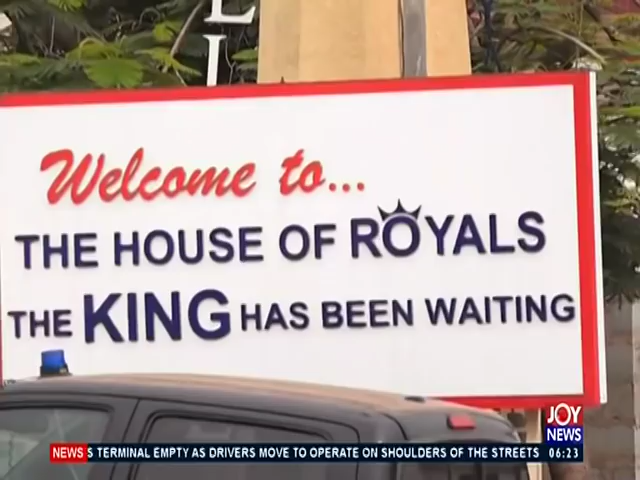 Welcome to...
THE HOUSE OF ROYALS
THE KING HAS BEEN WAITING
JOY
NEWS
NEWS S TERMINAL EMPTY AS DRIVERS MOVE TO OPERATE ON SHOULDERS OF THE STREETS 06:23